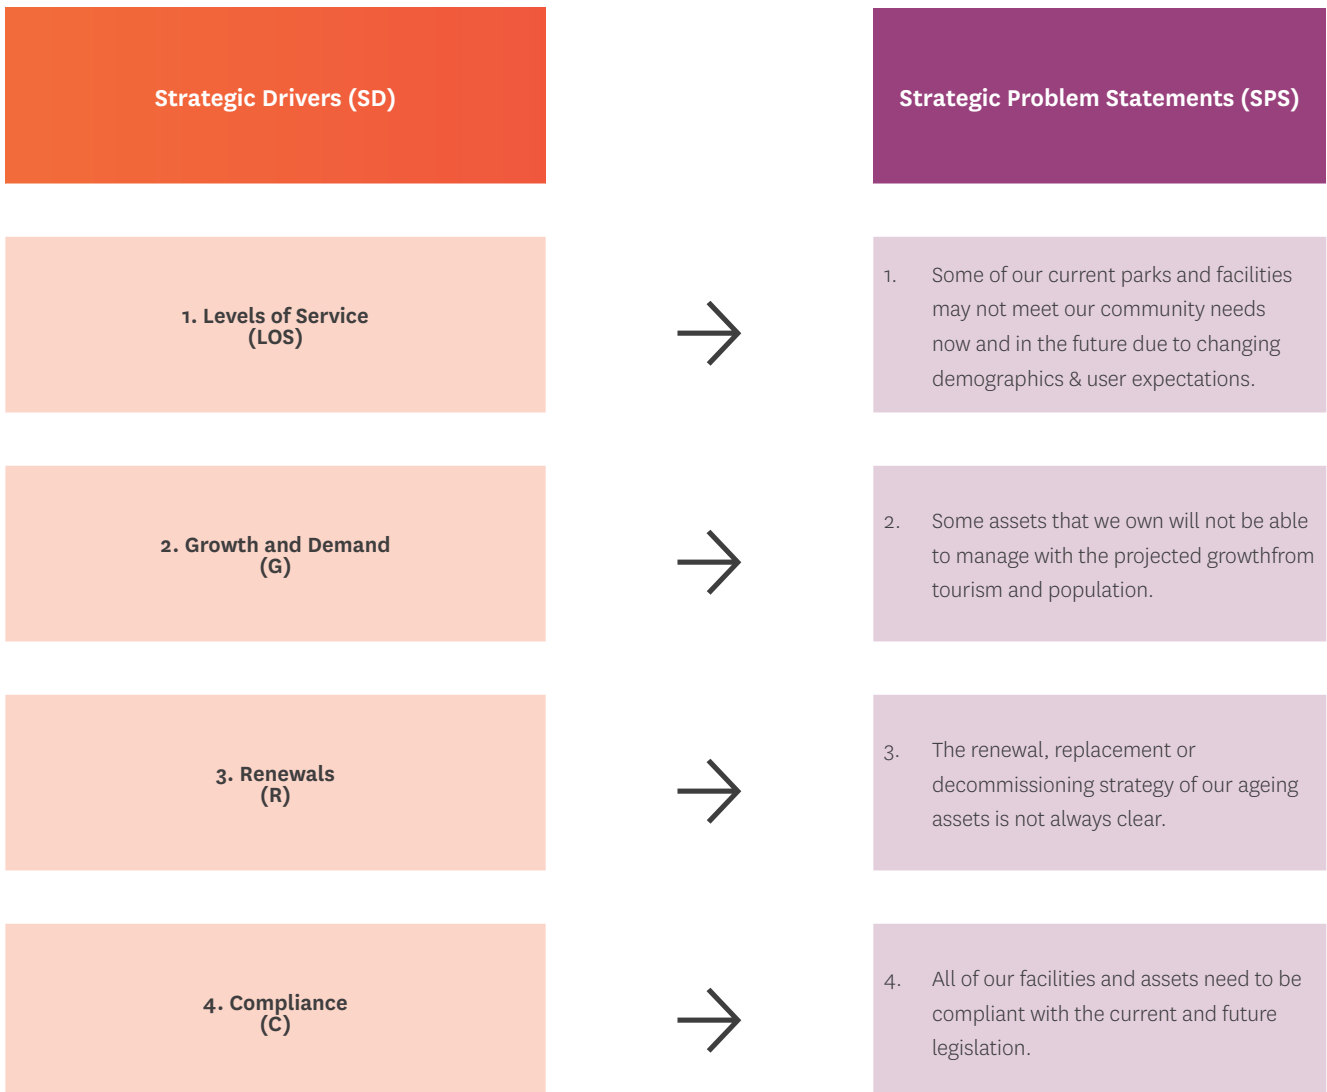 Strategic Drivers (SD)
Strategic Problem Statements (SPS)
1. Levels of Service
(LOS)
1. Some of our current parks and facilities
may not meet our community needs
now and in the future due to changing
demographics & user expectations.
2. Growth and Demand
(G)
2. Some assets that we own will not be able
to manage with the projected growthfrom
tourism and population.
3. Renewals
(R)
3. The renewal, replacement or
decommissioning strategy of our ageing
assets is not always clear.
4. Compliance
(C)
4. All of our facilities and assets need to be
compliant with the current and future
legislation.